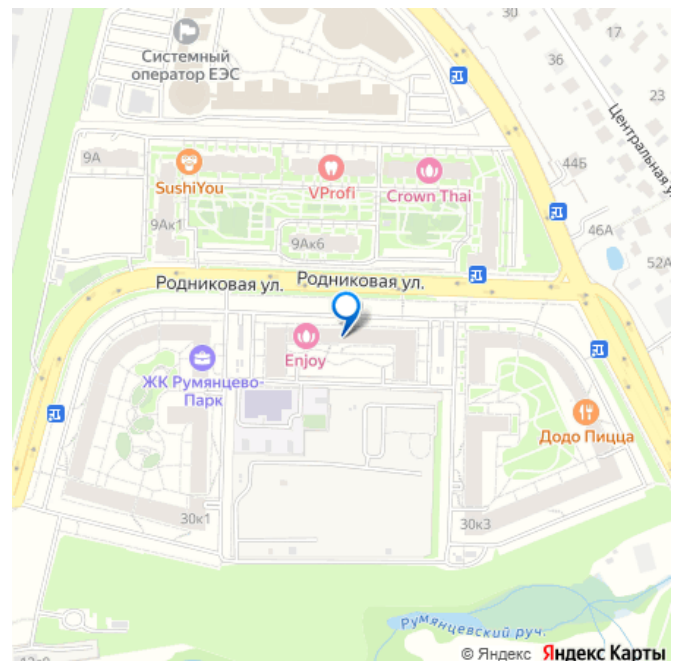 30
17
Системный
оператор ЕЭС
36
23
Центральная у
9А
44Б
SushiYou
VProfi
Crown Thai
9Ак1
46А
9Ак6
52А
Родниковая ул.
Родниковая ул.
Enjoy
ЖК Румянцево-
Парк
Додо Пицца
30к1
30к3
Румянцевский руч.
© Яндекс Яндекс Карты